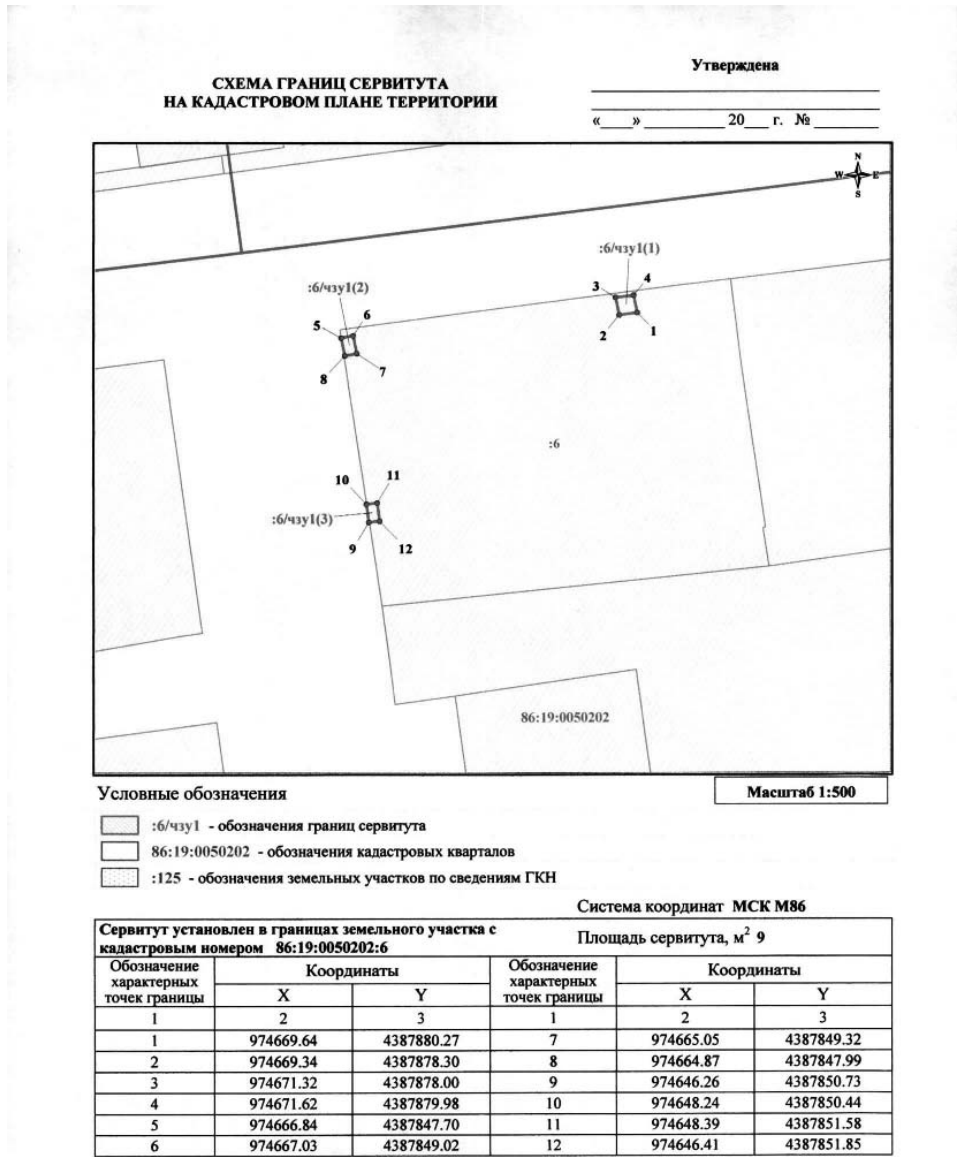 Утверждена
СХЕМА ГРАНИЦ СЕРВИТУТА
НА КАДАСТРОВОМ ПЛАНЕ ТЕРРИТОРИИ
«____» __________ 20___ г. № ________
N
W E
S
:6/чзу1(1)
3 4
2 1
:6/чзу1(2)
5 6
8 7
:6
10 11
:6/чзу1(3)
9 12
86:19:0050202
Условные обозначения
Масштаб 1:500
:6/чзу1 - обозначения границ сервитута
86:19:0050202 - обозначения кадастровых кварталов
:125 - обозначения земельных участков по сведениям ГКН
Система координат МСК М86
Сервитут установлен в границах земельного участка с
кадастровым номером 86:19:0050202:6
Площадь сервитута, м² 9
Обозначение характерных точек границы Координаты Обозначение характерных точек границы Координаты
X Y X Y
1 2 3 1 2 3
1 974669.64 4387880.27 7 974665.05 4387849.32
2 974669.34 4387878.30 8 974664.87 4387847.99
3 974671.32 4387878.00 9 974646.26 4387850.73
4 974671.62 4387879.98 10 974648.24 4387850.44
5 974666.84 4387847.70 11 974648.39 4387851.58
6 974667.03 4387849.02 12 974646.41 4387851.85